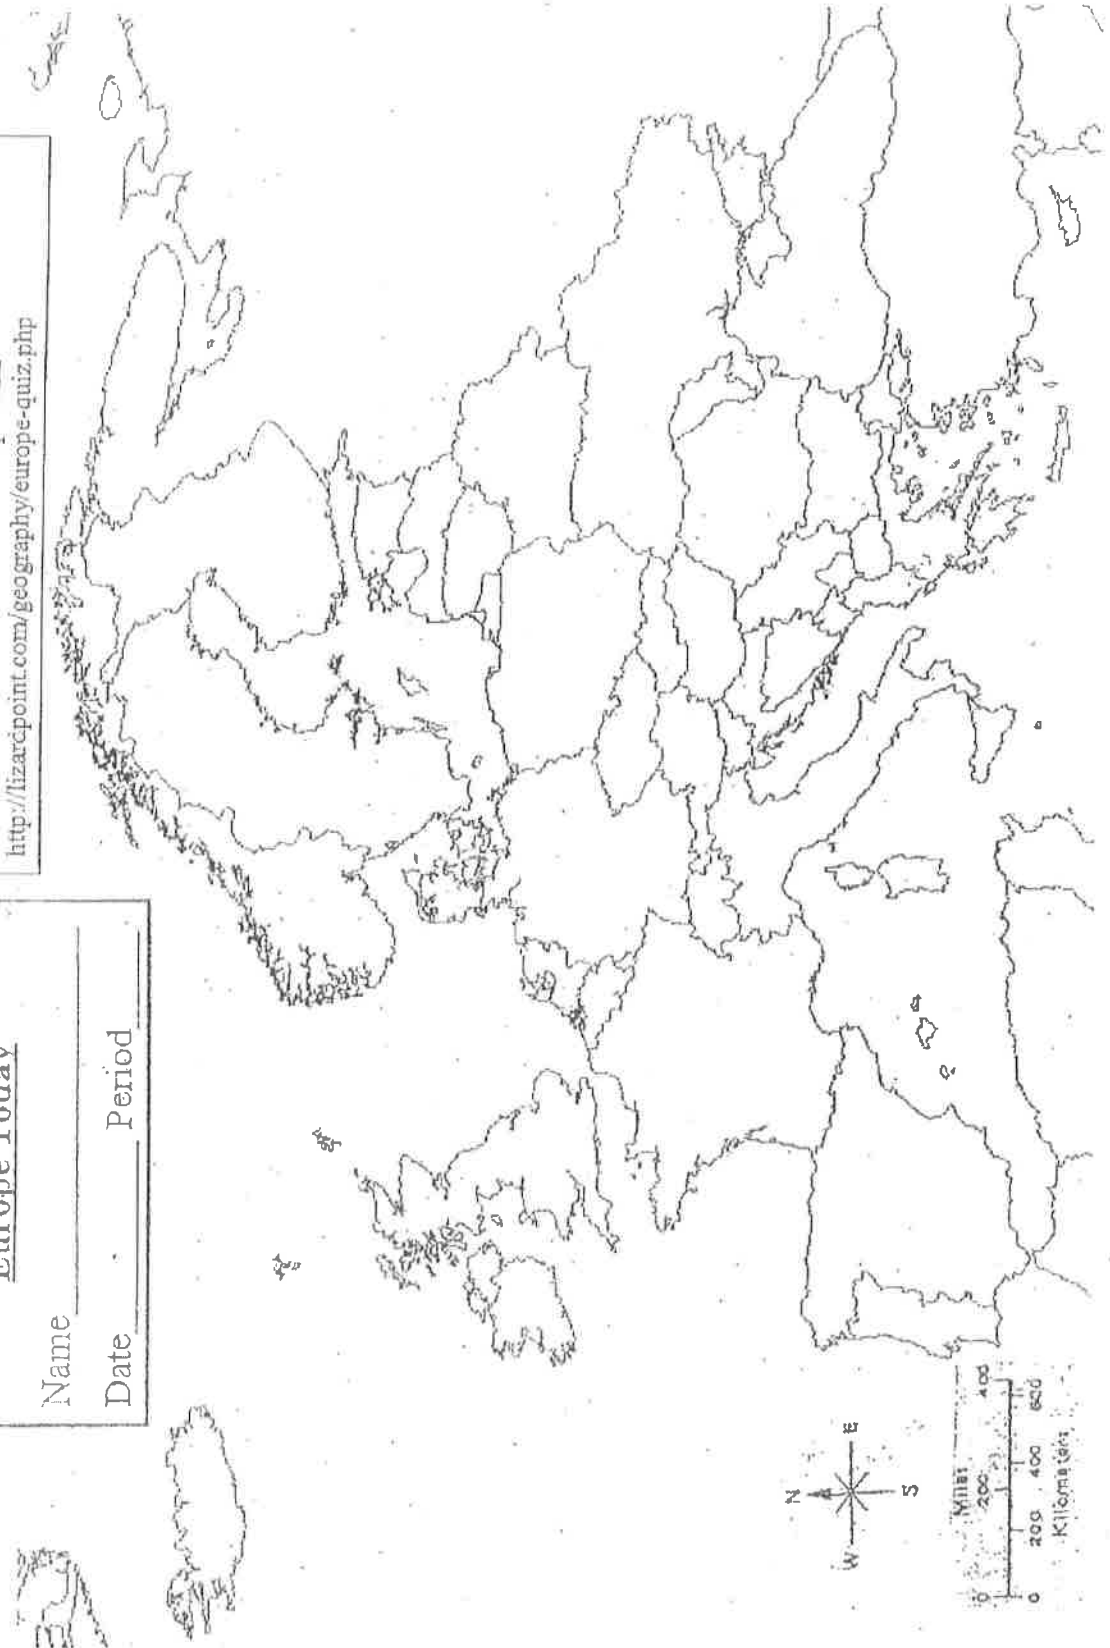 http://lizardpoint.com/geography/europe-quiz.php
Europe Today
Name
Date Period
N
W E
S
Miles
0 200 400
0 200 400 600
Kilometers